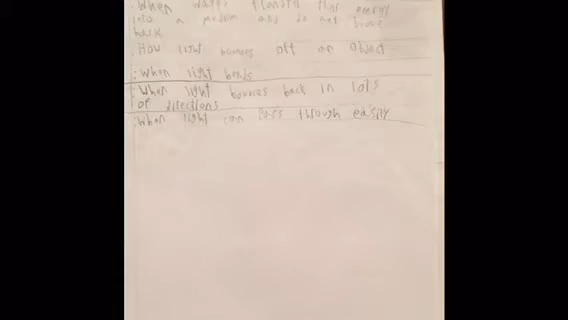 : When waves transfer their energy
into a medium and do not bounce
back
: How light bounces off an object
: when light bends
: When light bounces back in lots
of directions
: when light can pass through easily